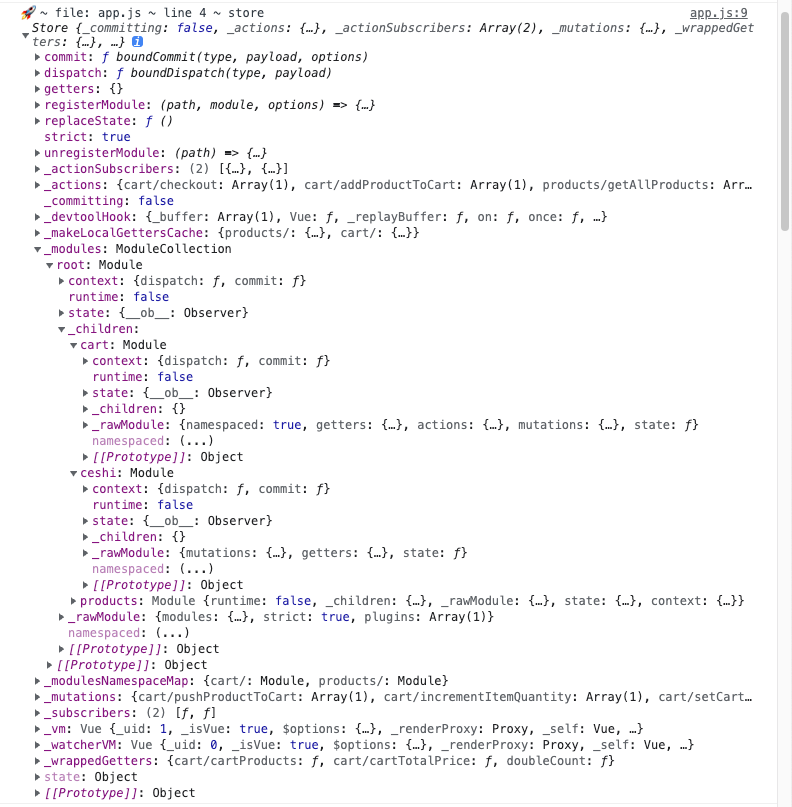 🚀 ~ file: app.js ~ line 4 ~ store app.js:9
Store {_committing: false, _actions: {…}, _actionSubscribers: Array(2), _mutations: {…}, _wrappedGet
ters: {…}, …} i
commit: ƒ boundCommit(type, payload, options)
dispatch: ƒ boundDispatch(type, payload)
getters: {}
registerModule: (path, module, options) => {…}
replaceState: ƒ ()
strict: true
unregisterModule: (path) => {…}
_actionSubscribers: (2) [{…}, {…}]
_actions: {cart/checkout: Array(1), cart/addProductToCart: Array(1), products/getAllProducts: Arr…
_committing: false
_devtoolHook: {_buffer: Array(1), Vue: ƒ, _replayBuffer: ƒ, on: ƒ, once: ƒ, …}
_makeLocalGettersCache: {products/: {…}, cart/: {…}}
_modules: ModuleCollection
root: Module
context: {dispatch: ƒ, commit: ƒ}
runtime: false
state: {__ob__: Observer}
_children:
cart: Module
context: {dispatch: ƒ, commit: ƒ}
runtime: false
state: {__ob__: Observer}
_children: {}
_rawModule: {namespaced: true, getters: {…}, actions: {…}, mutations: {…}, state: ƒ}
namespaced: (...)
[[Prototype]]: Object
ceshi: Module
context: {dispatch: ƒ, commit: ƒ}
runtime: false
state: {__ob__: Observer}
_children: {}
_rawModule: {mutations: {…}, getters: {…}, state: ƒ}
namespaced: (...)
[[Prototype]]: Object
products: Module {runtime: false, _children: {…}, _rawModule: {…}, state: {…}, context: {…}}
_rawModule: {modules: {…}, strict: true, plugins: Array(1)}
namespaced: (...)
[[Prototype]]: Object
[[Prototype]]: Object
_modulesNamespaceMap: {cart/: Module, products/: Module}
_mutations: {cart/pushProductToCart: Array(1), cart/incrementItemQuantity: Array(1), cart/setCart…
_subscribers: (2) [ƒ, ƒ]
_vm: Vue {_uid: 1, _isVue: true, $options: {…}, _renderProxy: Proxy, _self: Vue, …}
_watcherVM: Vue {_uid: 0, _isVue: true, $options: {…}, _renderProxy: Proxy, _self: Vue, …}
_wrappedGetters: {cart/cartProducts: ƒ, cart/cartTotalPrice: ƒ, doubleCount: ƒ}
state: Object
[[Prototype]]: Object